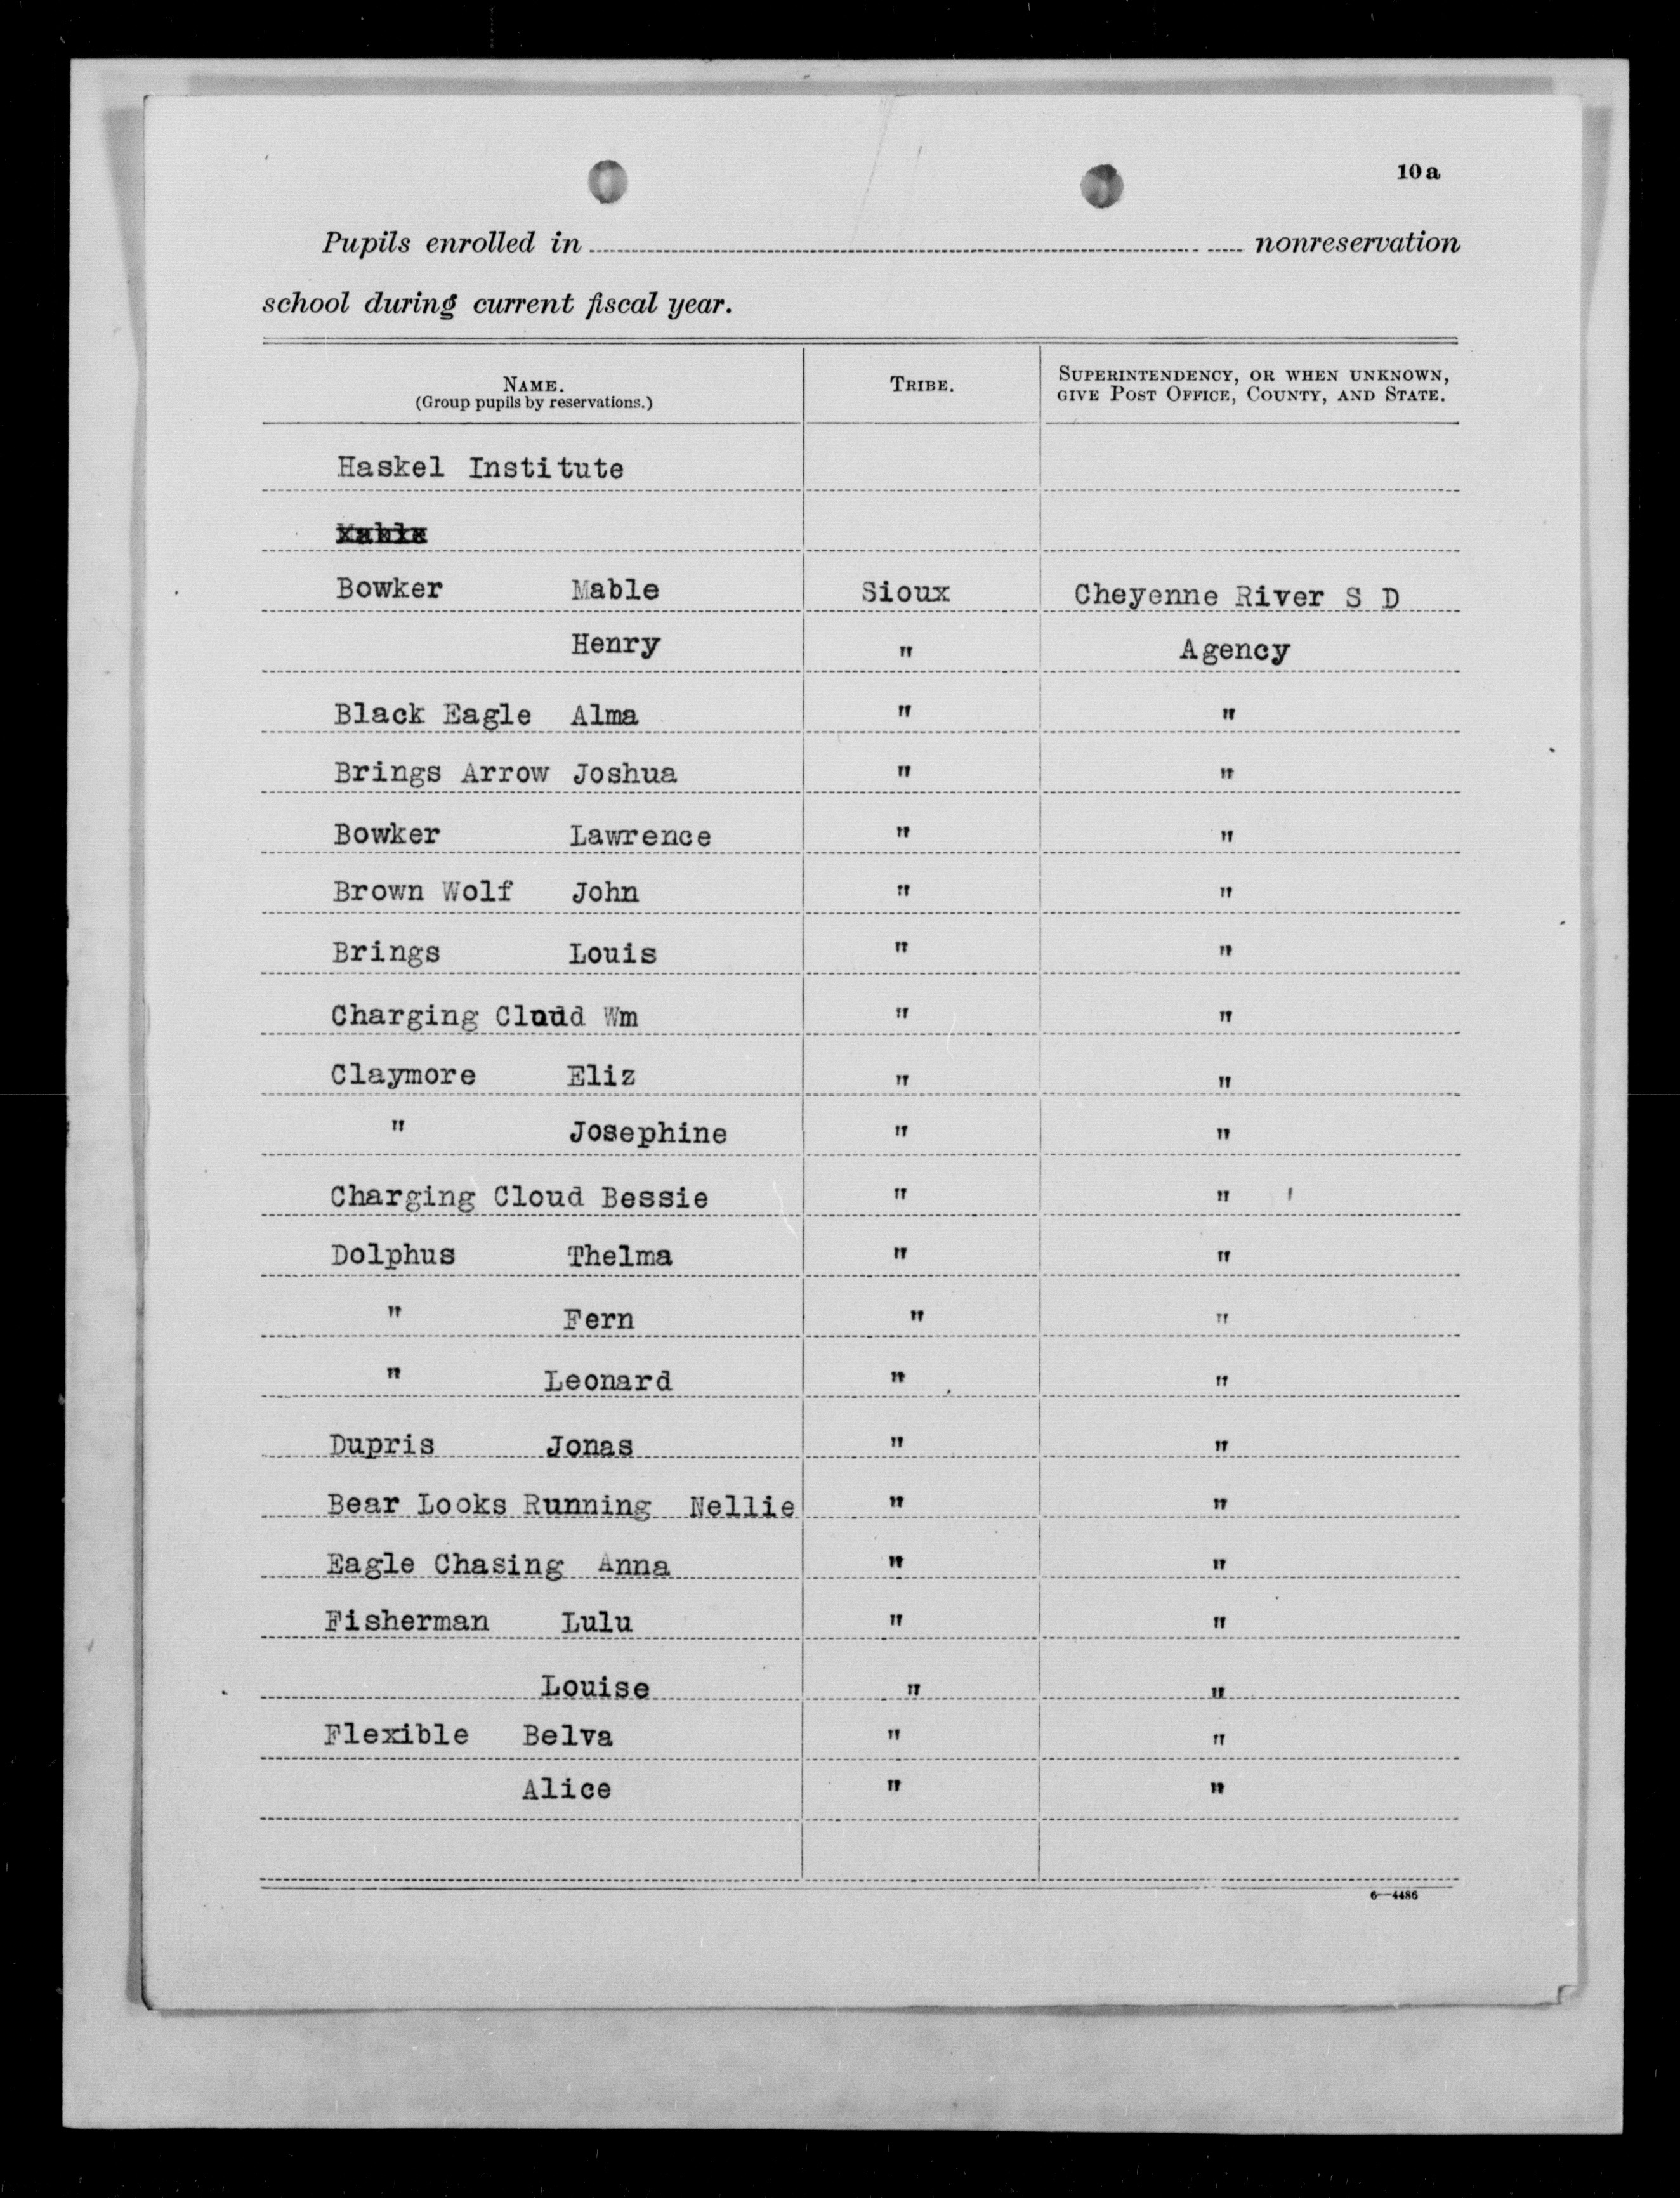 10a
Pupils enrolled in nonreservation
school during current fiscal year.
NAME. TRIBE. SUPERINTENDENCY, OR WHEN UNKNOWN,
(Group pupils by reservations.) GIVE POST OFFICE, COUNTY, AND STATE.
Haskel Institute
Bowker Mable Sioux Cheyenne River S D
Henry " Agency
Black Eagle Alma " "
Brings Arrow Joshua " "
Bowker Lawrence " "
Brown Wolf John " "
Brings Louis " "
Charging Cloud Wm " "
Claymore Eliz " "
" Josephine " "
Charging Cloud Bessie " "
Dolphus Thelma " "
" Fern " "
" Leonard " "
Dupris Jonas " "
Bear Looks Running Nellie " "
Eagle Chasing Anna " "
Fisherman Lulu " "
Louise " "
Flexible Belva " "
Alice " "
6—4486